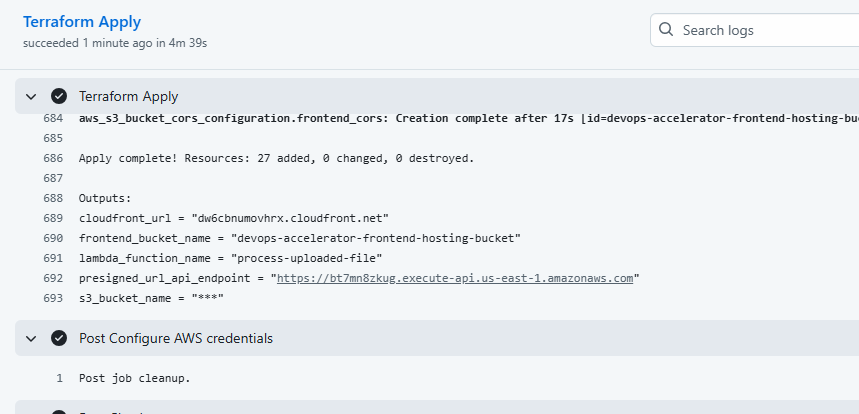 Terraform Apply
succeeded 1 minute ago in 4m 39s
Search logs
Terraform Apply
684 aws_s3_bucket_cors_configuration.frontend_cors: Creation complete after 17s [id=devops-accelerator-frontend-hosting-bu
685
686 Apply complete! Resources: 27 added, 0 changed, 0 destroyed.
687
688 Outputs:
689 cloudfront_url = "dw6cbnumovhrx.cloudfront.net"
690 frontend_bucket_name = "devops-accelerator-frontend-hosting-bucket"
691 lambda_function_name = "process-uploaded-file"
692 presigned_url_api_endpoint = "https://bt7mn8zkug.execute-api.us-east-1.amazonaws.com"
693 s3_bucket_name = "***"
Post Configure AWS credentials
1 Post job cleanup.